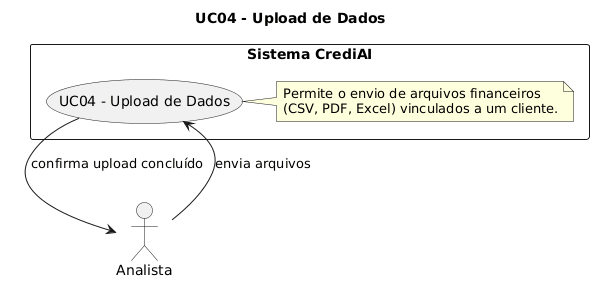 UC04 - Upload de Dados
Sistema CrediAI
UC04 - Upload de Dados
Permite o envio de arquivos financeiros
(CSV, PDF, Excel) vinculados a um cliente.
confirma upload concluído
envia arquivos
Analista